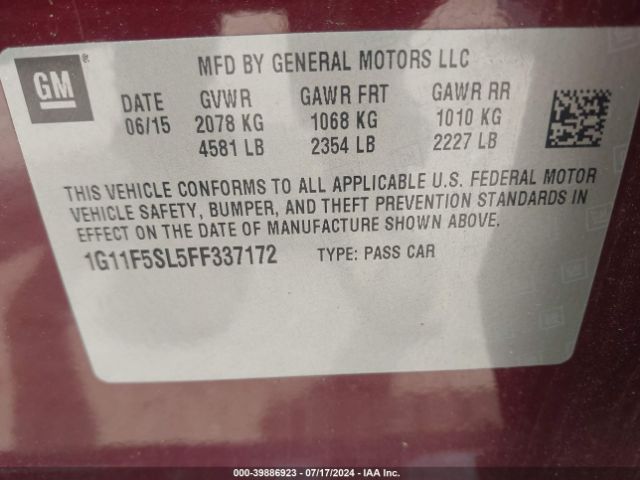 GM
MFD BY GENERAL MOTORS LLC
DATE GVWR GAWR FRT GAWR RR
06/15 2078 KG 1068 KG 1010 KG
4581 LB 2354 LB 2227 LB
THIS VEHICLE CONFORMS TO ALL APPLICABLE U.S. FEDERAL MOTOR
VEHICLE SAFETY, BUMPER, AND THEFT PREVENTION STANDARDS IN
EFFECT ON THE DATE OF MANUFACTURE SHOWN ABOVE.
1G11F5SL5FF337172 TYPE: PASS CAR
000-39886923 / 07/17/2024 - IAA Inc.